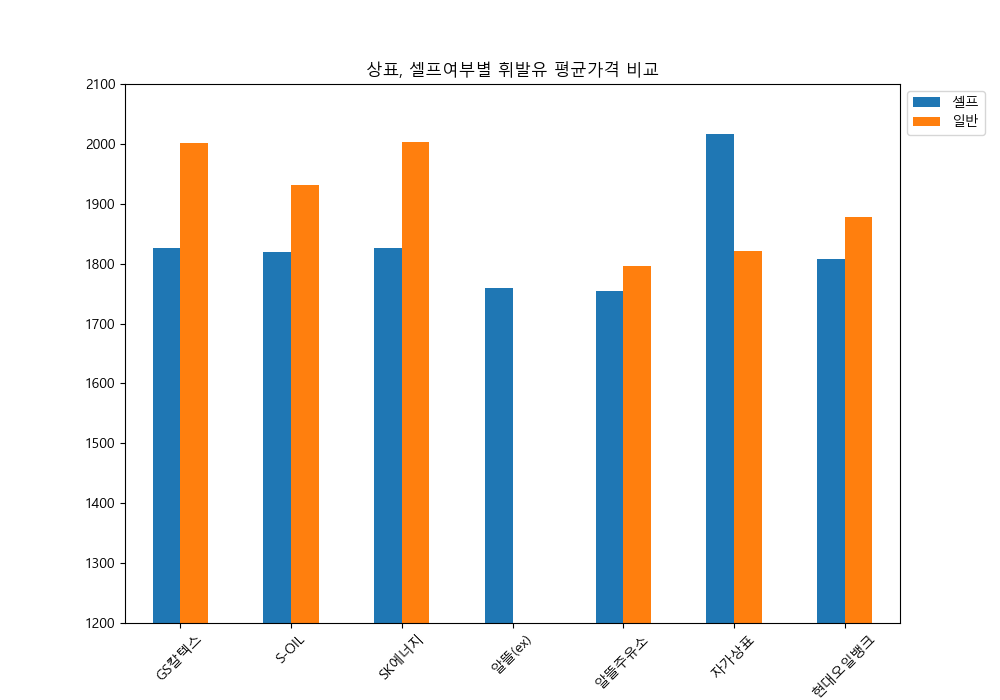 상표, 셀프여부별 휘발유 평균가격 비교
셀프
일반
2100
2000
1900
1800
1700
1600
1500
1400
1300
1200
GS칼텍스
S-OIL
SK에너지
알뜰(ex)
알뜰주유소
자가상표
현대오일뱅크